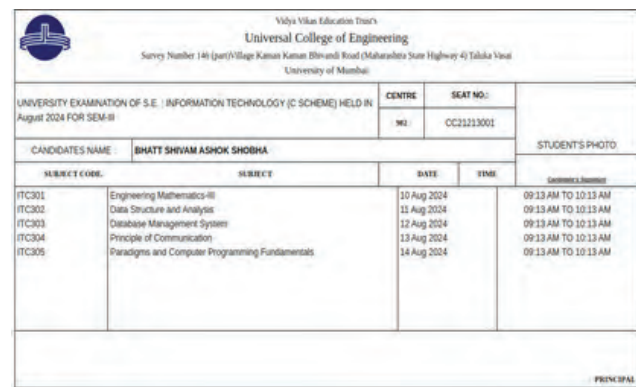 Vidya Vikas Education Trust's
Universal College of Engineering
Survey Number 146 (part)Village Kaman Kaman Bhivandi Road (Maharashtra State Highway 4) Taluka Vasai
University of Mumbai
UNIVERSITY EXAMINATION OF S.E. : INFORMATION TECHNOLOGY (C SCHEME) HELD IN August 2024 FOR SEM-III
CENTRE SEAT NO.:
CC21213001
CANDIDATES NAME : BHATT SHIVAM ASHOK SHOBHA
STUDENT'S PHOTO
SUBJECT CODE. SUBJECT DATE TIME
ITC301 Engineering Mathematics-III 10 Aug 2024 09:13 AM TO 10:13 AM
ITC302 Data Structure and Analysis 11 Aug 2024 09:13 AM TO 10:13 AM
ITC303 Database Management System 12 Aug 2024 09:13 AM TO 10:13 AM
ITC304 Principle of Communication 13 Aug 2024 09:13 AM TO 10:13 AM
ITC305 Paradigms and Computer Programming Fundamentals 14 Aug 2024 09:13 AM TO 10:13 AM
PRINCIPAL